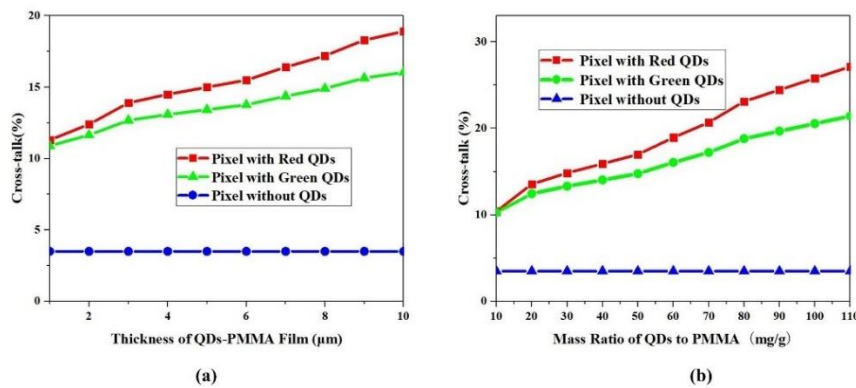 20
15
10
5
0
Cross-talk(%)
Pixel with Red QDs
Pixel with Green QDs
Pixel without QDs
2 4 6 8 10
Thickness of QDs-PMMA Film (μm)
(a)
30
20
10
0
Cross-talk (%)
Pixel with Red QDs
Pixel with Green QDs
Pixel without QDs
10 20 30 40 50 60 70 80 90 100 110
Mass Ratio of QDs to PMMA (mg/g)
(b)